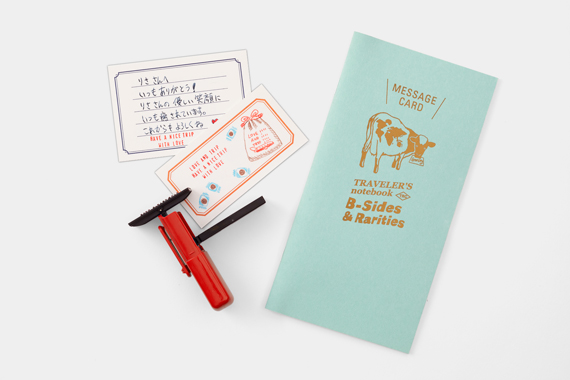 りささんへ
いつもありがとう!
りささんの優しい笑顔に
いつも癒されています。
これからもよろしくね
HAVE A NICE TRIP
WITH LOVE
LOVE AND TRIP
HAVE A NICE TRIP
WITH LOVE
MESSAGE
CARD
TRAVELER'S
notebook
B-Sides
& Rarities